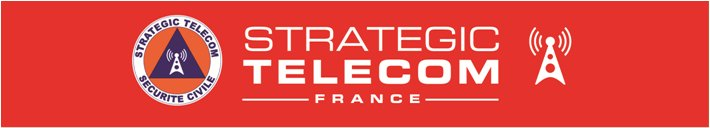 STRATEGIC TELECOM
SECURITE CIVILE
STRATEGIC
TELECOM
FRANCE